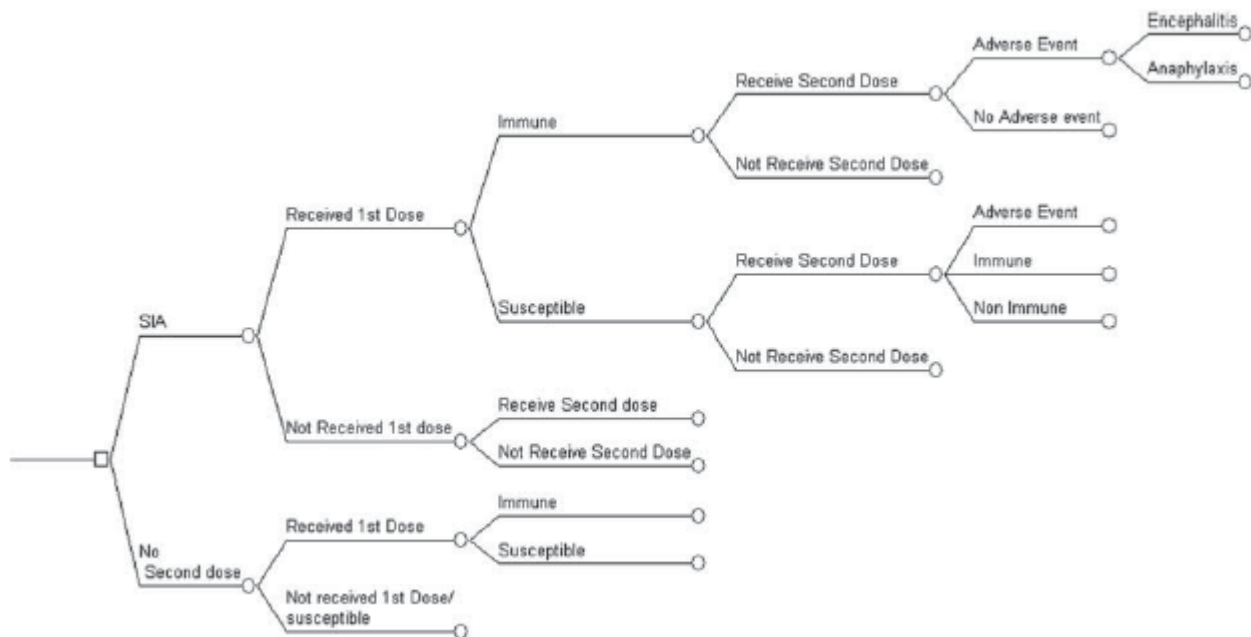 Encephalitis
Adverse Event
Anaphylaxis
Receive Second Dose
No Adverse event
Immune
Not Receive Second Dose
Received 1st Dose
Adverse Event
Receive Second Dose
Immune
Susceptible
Non Immune
SIA
Not Receive Second Dose
Receive Second dose
Not Received 1st dose
Not Receive Second Dose
Immune
Received 1st Dose
No
Second dose
Susceptible
Not received 1st Dose/
susceptible